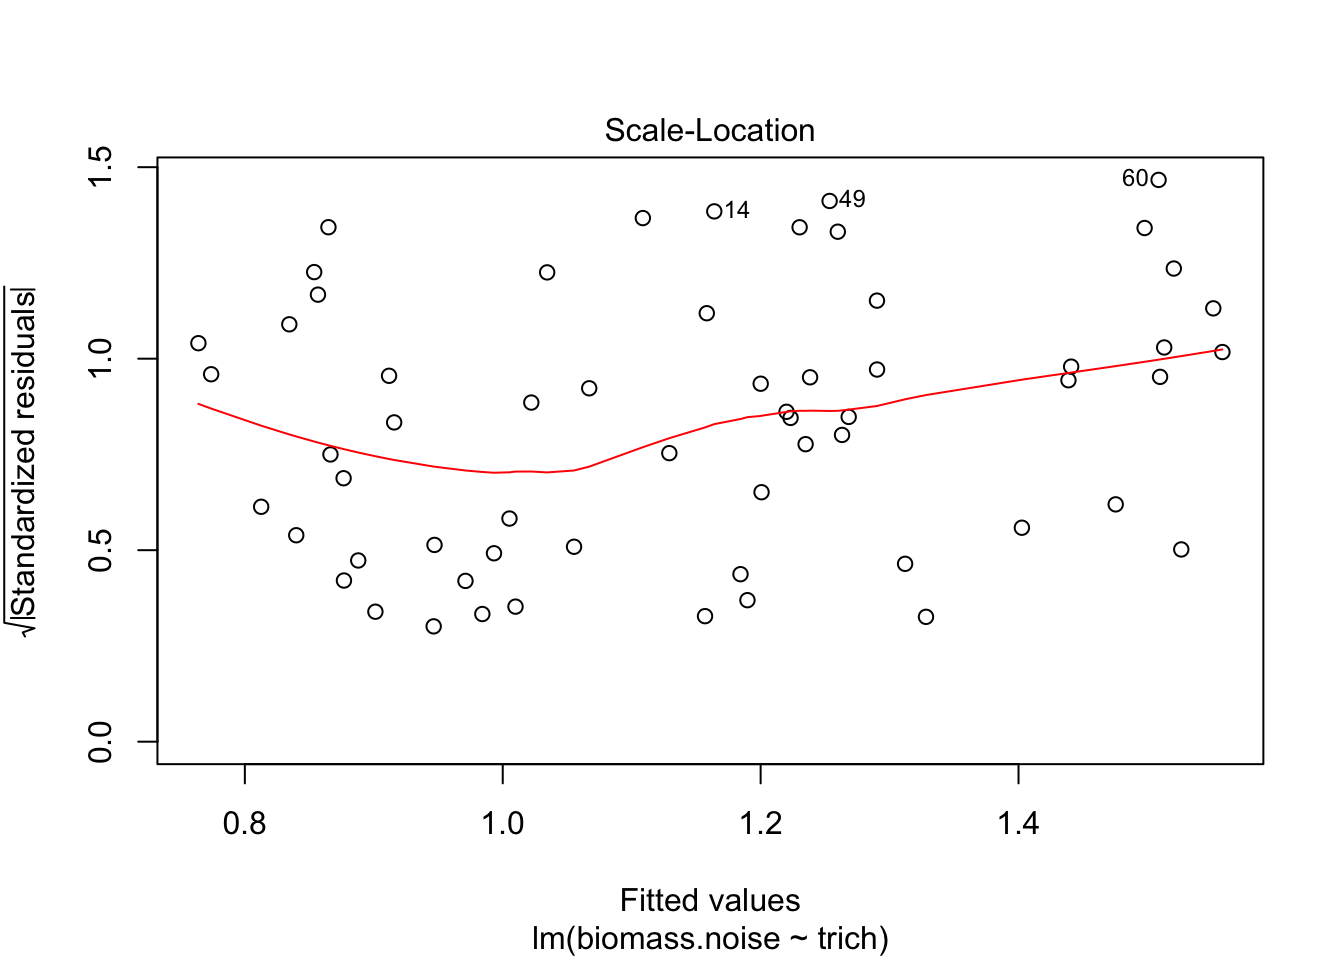 Scale-Location
√|Standardized residuals|
1.5
1.0
0.5
0.0
60
49
14
0.8 1.0 1.2 1.4
Fitted values
lm(biomass.noise ~ trich)